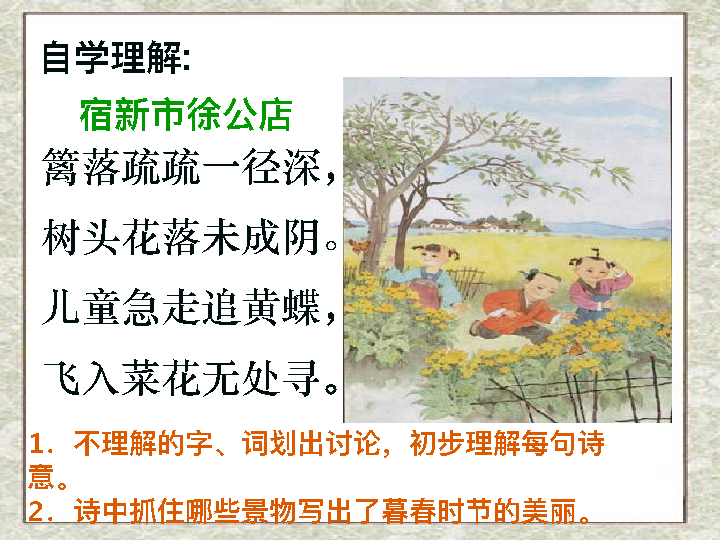 自学理解:
宿新市徐公店
篱落疏疏一径深，
树头花落未成阴。
儿童急走追黄蝶，
飞入菜花无处寻。
1．不理解的字、词划出讨论，初步理解每句诗
意。
2．诗中抓住哪些景物写出了暮春时节的美丽。